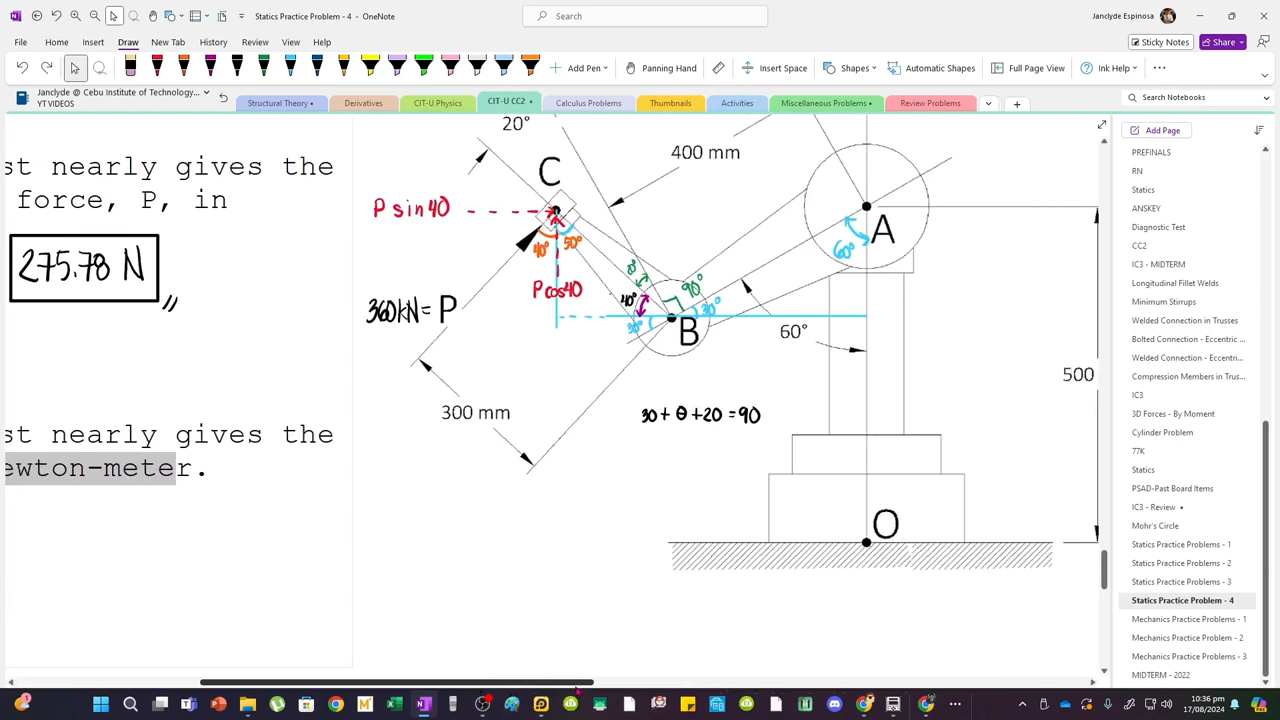 Statics Practice Problem - 4 - OneNote
Search
Janclyde Espinosa
File Home Insert Draw New Tab History Review View Help
Sticky Notes
Share
Add Pen
Panning Hand
Insert Space
Shapes
Automatic Shapes
Full Page View
Ink Help
Janclyde @ Cebu Institute of Technology...
YT VIDEOS
Structural Theory
Derivatives
CIT-U Physics
CIT-U CC2
Calculus Problems
Thumbnails
Activities
Miscellaneous Problems
Review Problems
Search Notebooks
Add Page
PREFINALS
RN
Statics
ANSKEY
Diagnostic Test
CC2
IC3 - MIDTERM
Longitudinal Fillet Welds
Minimum Stirrups
Welded Connection in Trusses
Bolted Connection - Eccentric ...
Welded Connection - Eccentri...
Compression Members in Trus...
IC3
3D Forces - By Moment
Cylinder Problem
77K
Statics
PSAD-Past Board Items
IC3 - Review
Mohr's Circle
Statics Practice Problems - 1
Statics Practice Problems - 2
Statics Practice Problems - 3
Statics Practice Problem - 4
Mechanics Practice Problems - 1
Mechanics Practice Problem - 2
Mechanics Practice Problems - 3
MIDTERM - 2022
st nearly gives the
force, P, in
275.78 N
st nearly gives the
ewton-meter.
20°
400 mm
C
P sin40
40°
50°
P cos40
360kN= P
40°
90°
30°
30°
B
A
60°
60°
300 mm
30 + θ +20 =90
500
O
10:36 pm
17/08/2024